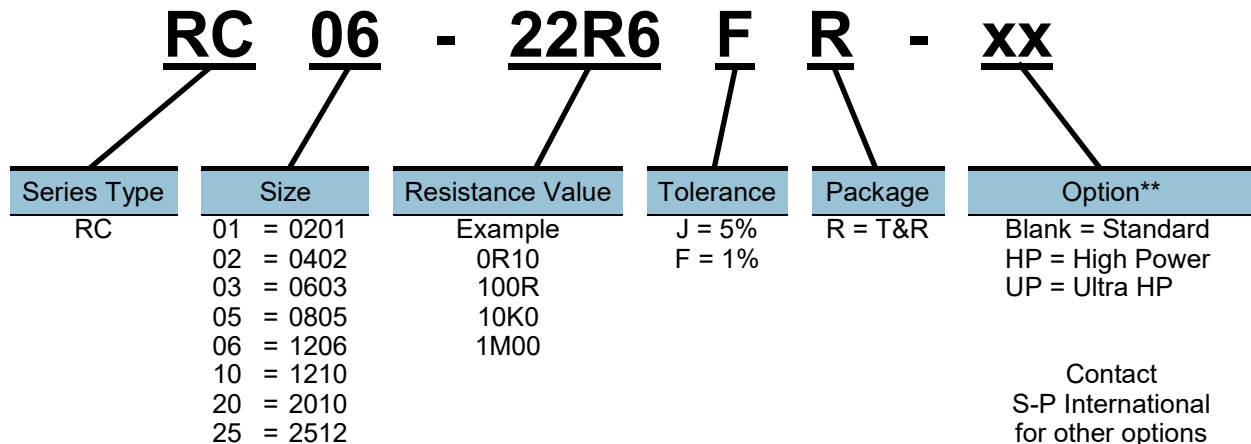 RC 06 - 22R6 F R - xx
Series Type Size Resistance Value Tolerance Package Option**
RC 01 = 0201 Example J = 5% R = T&R Blank = Standard
02 = 0402 0R10 F = 1% HP = High Power
03 = 0603 100R UP = Ultra HP
05 = 0805 10K0
06 = 1206 1M00
10 = 1210 Contact
20 = 2010 S-P International
25 = 2512 for other options